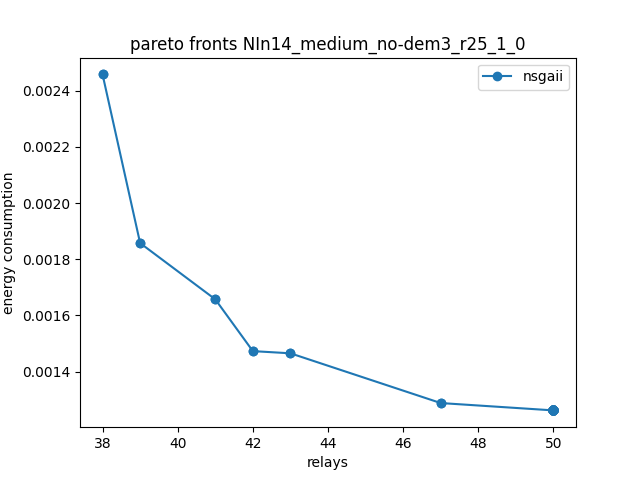 pareto fronts NIn14_medium_no-dem3_r25_1_0
nsgaii
energy consumption
0.0024
0.0022
0.0020
0.0018
0.0016
0.0014
38 40 42 44 46 48 50
relays